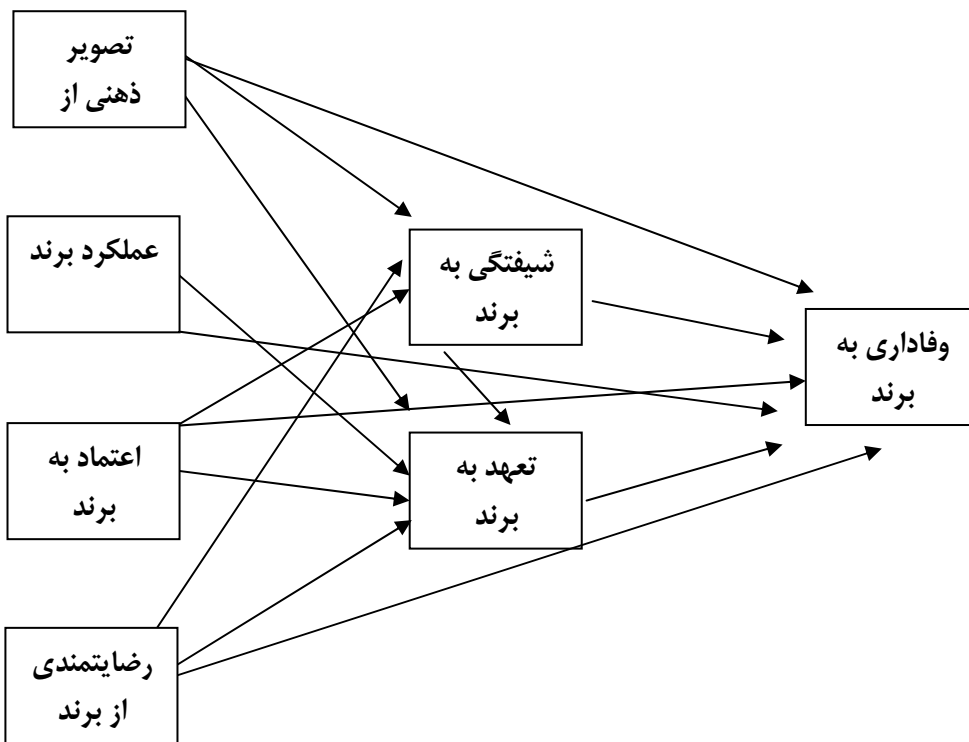 تصویر
ذهنی از
عملکرد برند
شیفتگی به
برند
وفاداری به
برند
اعتماد به
برند
تعهد به
برند
رضایتمندی
از برند